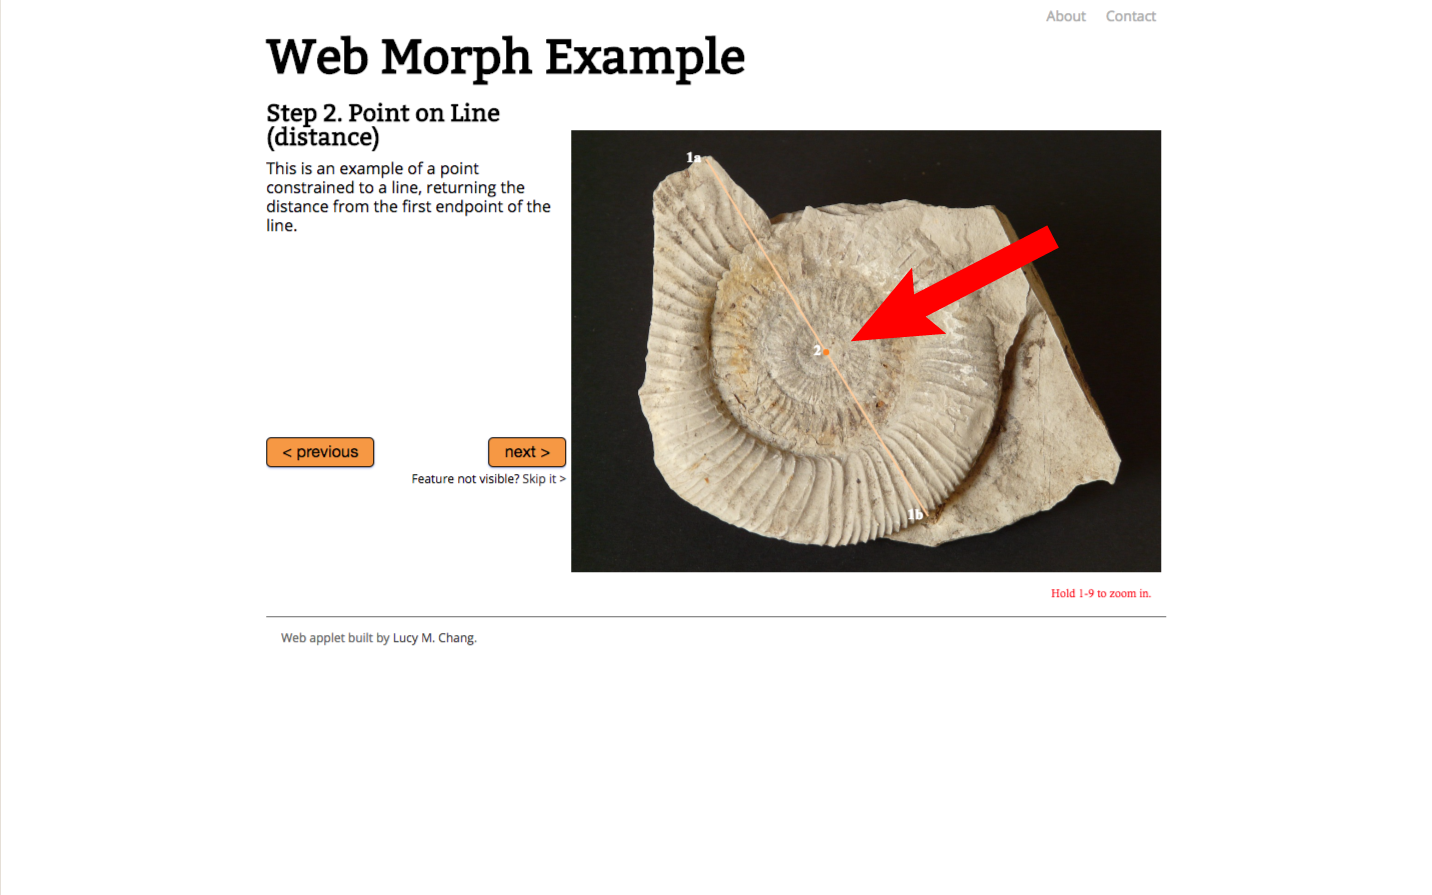 About Contact
Web Morph Example
Step 2. Point on Line
(distance)
This is an example of a point
constrained to a line, returning the
distance from the first endpoint of the
line.
1a
2
1b
< previous
next >
Feature not visible? Skip it >
Hold 1-9 to zoom in.
Web applet built by Lucy M. Chang.